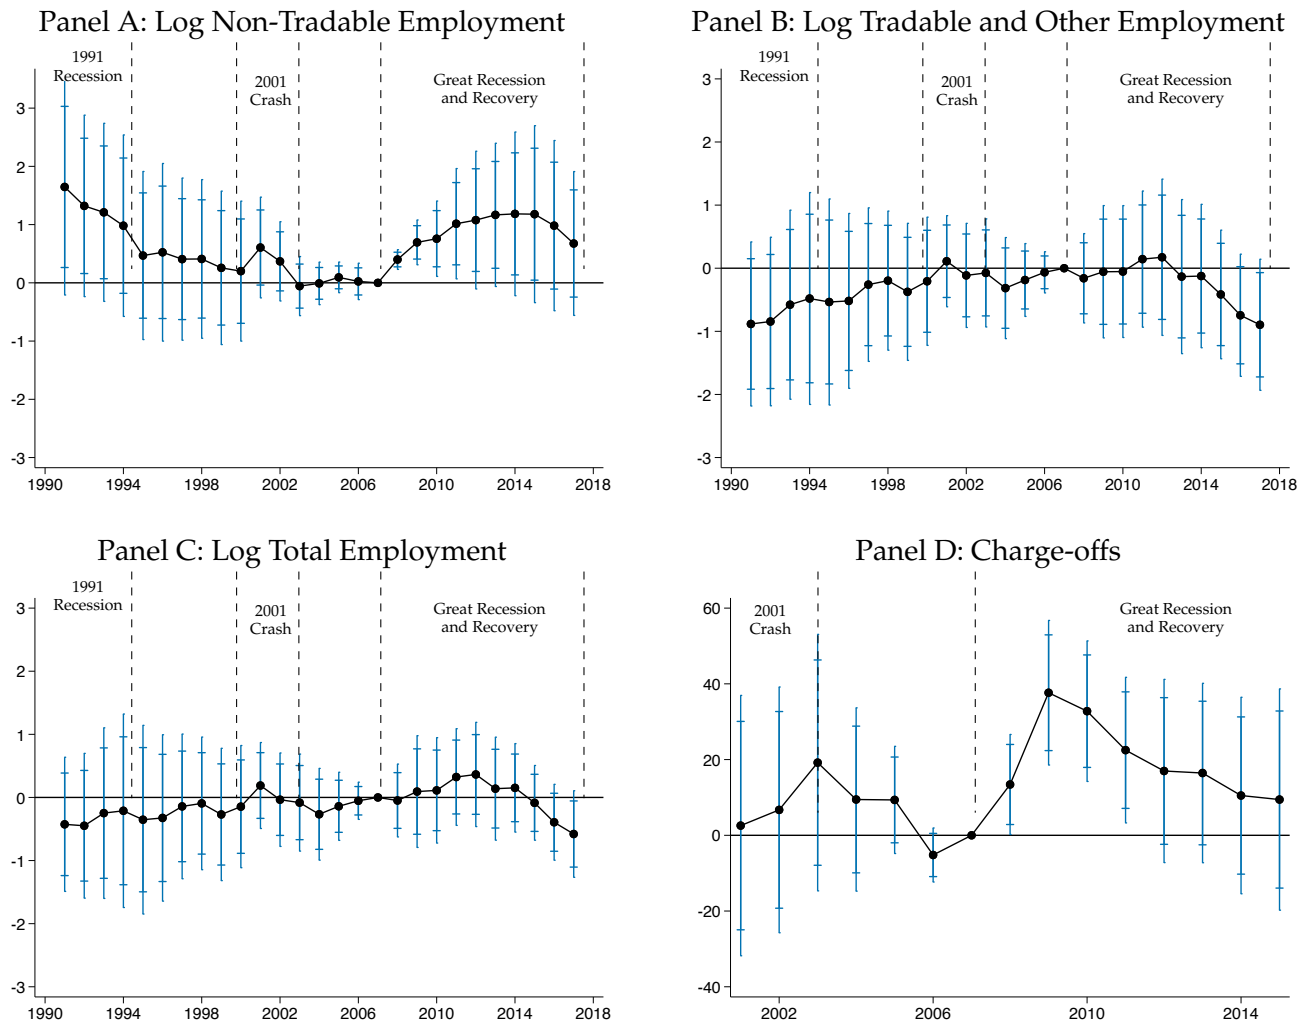 Panel A: Log Non-Tradable Employment
1991
Recession
2001
Crash
Great Recession
and Recovery
3
2
1
0
-1
-2
-3
1990 1994 1998 2002 2006 2010 2014 2018
Panel B: Log Tradable and Other Employment
1991
Recession
2001
Crash
Great Recession
and Recovery
3
2
1
0
-1
-2
-3
1990 1994 1998 2002 2006 2010 2014 2018
Panel C: Log Total Employment
1991
Recession
2001
Crash
Great Recession
and Recovery
3
2
1
0
-1
-2
-3
1990 1994 1998 2002 2006 2010 2014 2018
Panel D: Charge-offs
2001
Crash
Great Recession
and Recovery
60
40
20
0
-20
-40
2002 2006 2010 2014